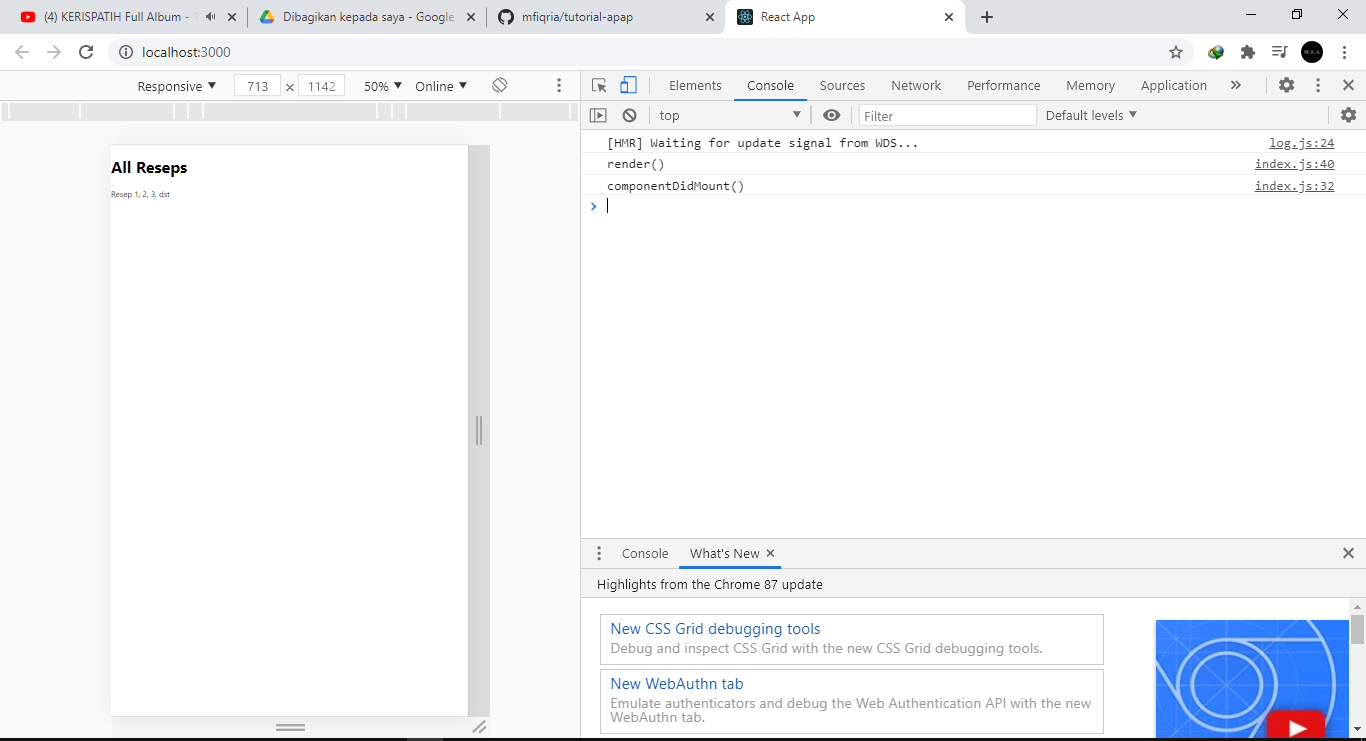 (4) KERISPATIH Full Album - Dibagikan kepada saya - Google mfiqria/tutorial-apap React App
localhost:3000
Responsive 713 × 1142 50% Online
Elements Console Sources Network Performance Memory Application
top Filter Default levels
[HMR] Waiting for update signal from WDS... log.js:24
render() index.js:40
componentDidMount() index.js:32
All Reseps
Resep 1, 2, 3, dst
Console What's New
Highlights from the Chrome 87 update
New CSS Grid debugging tools
Debug and inspect CSS Grid with the new CSS Grid debugging tools.
New WebAuthn tab
Emulate authenticators and debug the Web Authentication API with the new
WebAuthn tab.